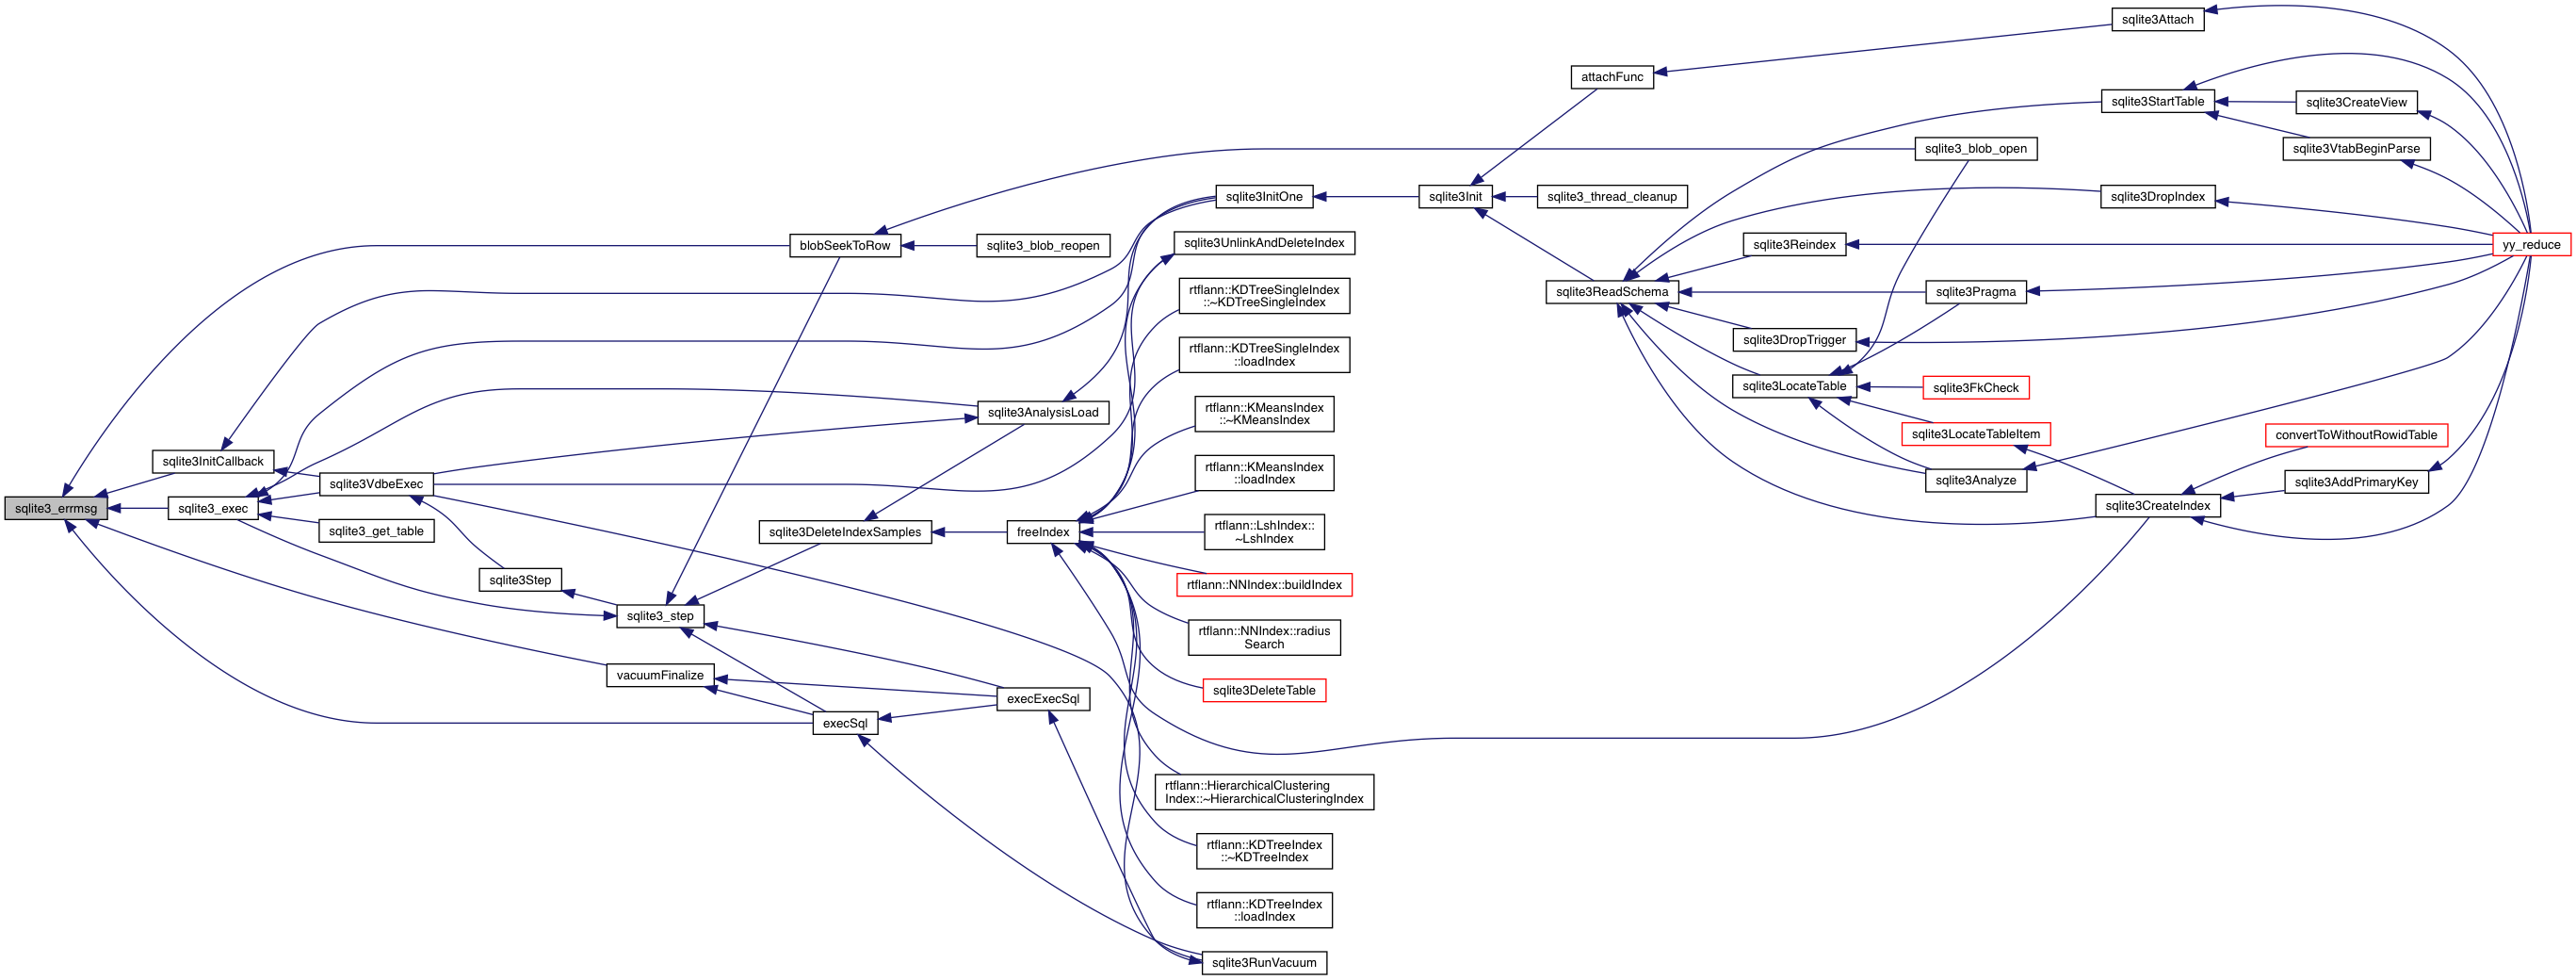 sqlite3Attach
attachFunc
sqlite3StartTable
sqlite3CreateView
sqlite3_blob_open
sqlite3VtabBeginParse
sqlite3InitOne
sqlite3Init
sqlite3_thread_cleanup
sqlite3DropIndex
blobSeekToRow
sqlite3_blob_reopen
sqlite3UnlinkAndDeleteIndex
sqlite3Reindex
yy_reduce
rtflann::KDTreeSingleIndex
::~KDTreeSingleIndex
sqlite3ReadSchema
sqlite3Pragma
sqlite3DropTrigger
rtflann::KDTreeSingleIndex
::loadIndex
sqlite3LocateTable
sqlite3FkCheck
sqlite3AnalysisLoad
rtflann::KMeansIndex
::~KMeansIndex
sqlite3LocateTableItem
convertToWithoutRowidTable
sqlite3InitCallback
rtflann::KMeansIndex
::loadIndex
sqlite3VdbeExec
sqlite3Analyze
sqlite3AddPrimaryKey
sqlite3_errmsg
sqlite3_exec
sqlite3CreateIndex
sqlite3_get_table
sqlite3DeleteIndexSamples
freeIndex
rtflann::LshIndex::
~LshIndex
sqlite3Step
rtflann::NNIndex::buildIndex
sqlite3_step
rtflann::NNIndex::radius
Search
vacuumFinalize
sqlite3DeleteTable
execExecSql
execSql
rtflann::HierarchicalClustering
Index::~HierarchicalClusteringIndex
rtflann::KDTreeIndex
::~KDTreeIndex
rtflann::KDTreeIndex
::loadIndex
sqlite3RunVacuum